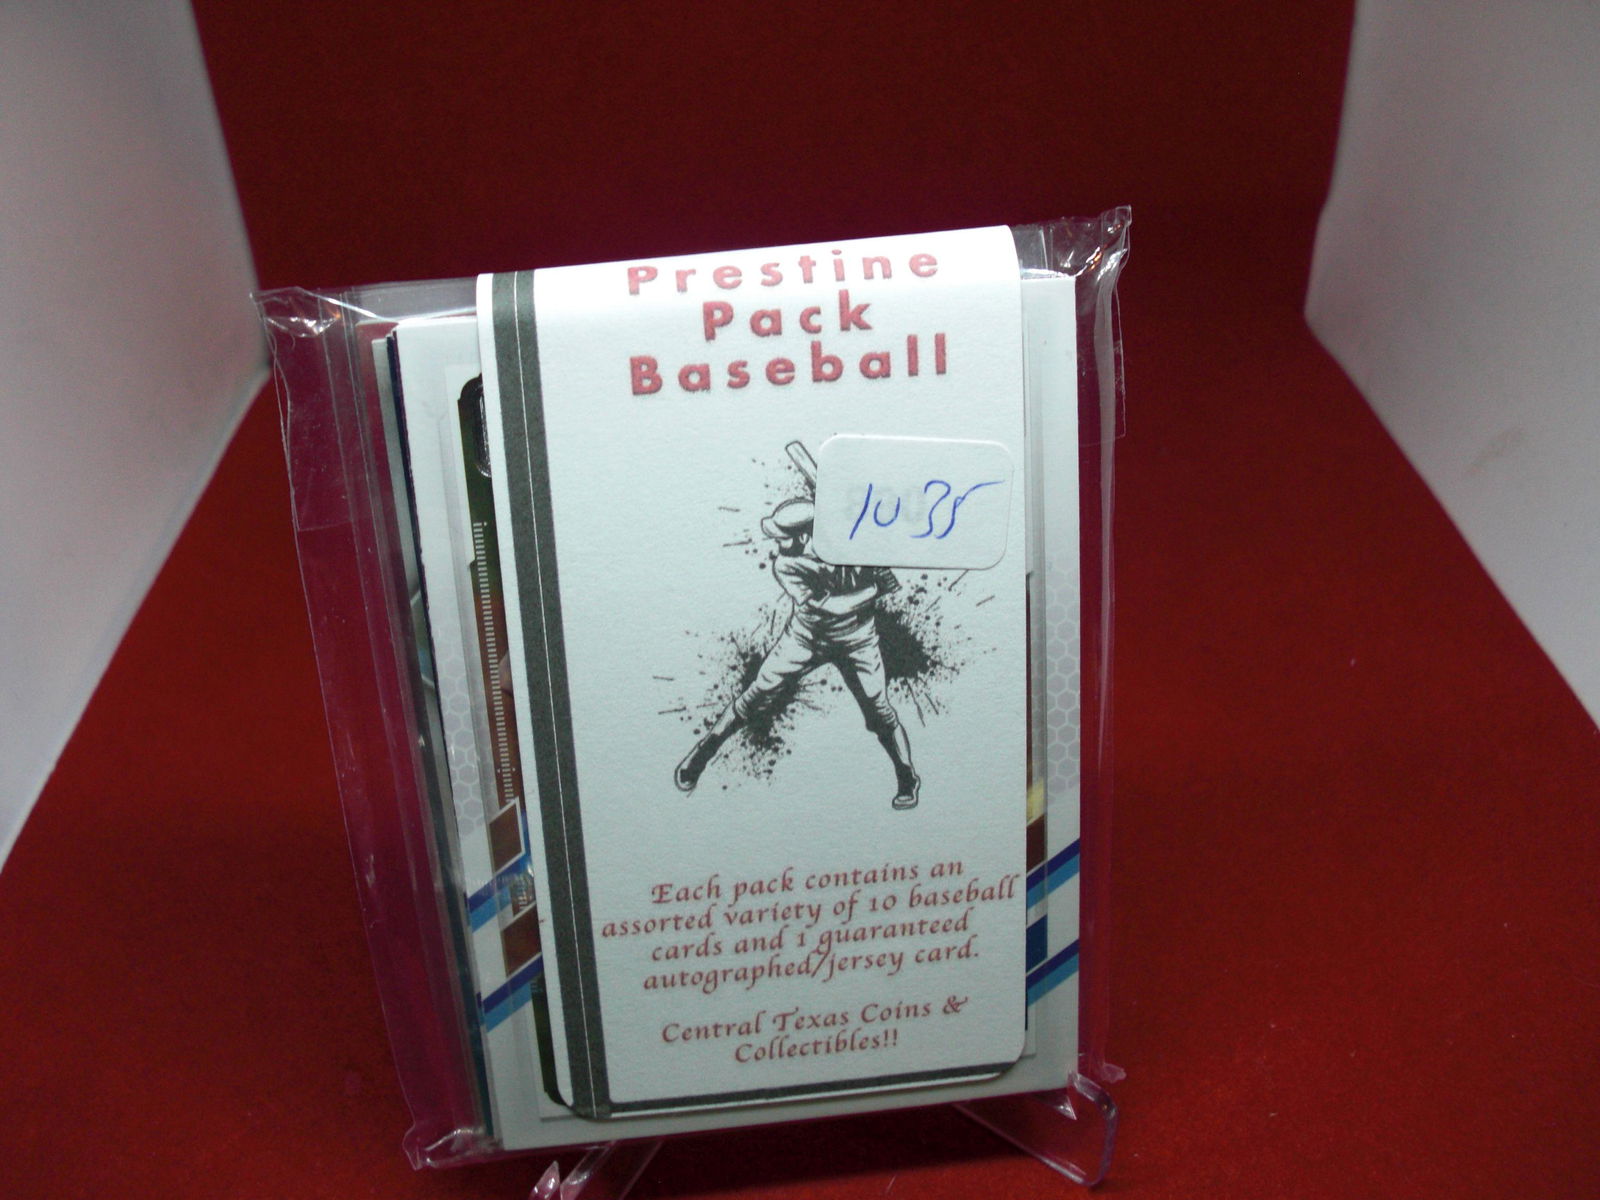 Prestine
Pack
Baseball
1035
Each pack contains an
assorted variety of 10 baseball
cards and 1 guaranteed
autographed/jersey card.
Central Texas Coins &
Collectibles!!